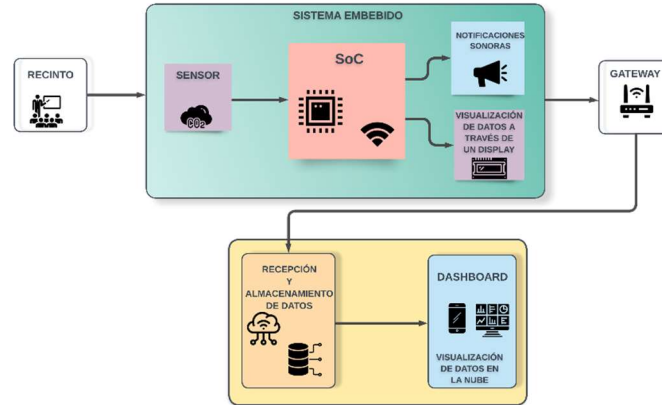 SISTEMA EMBEBIDO
RECINTO
SENSOR
CO₂
SoC
NOTIFICACIONES
SONORAS
VISUALIZACIÓN
DE DATOS A
TRAVÉS DE
UN DISPLAY
GATEWAY
RECEPCIÓN
Y
ALMACENAMIENTO
DE DATOS
DASHBOARD
VISUALIZACIÓN
DE DATOS EN
LA NUBE